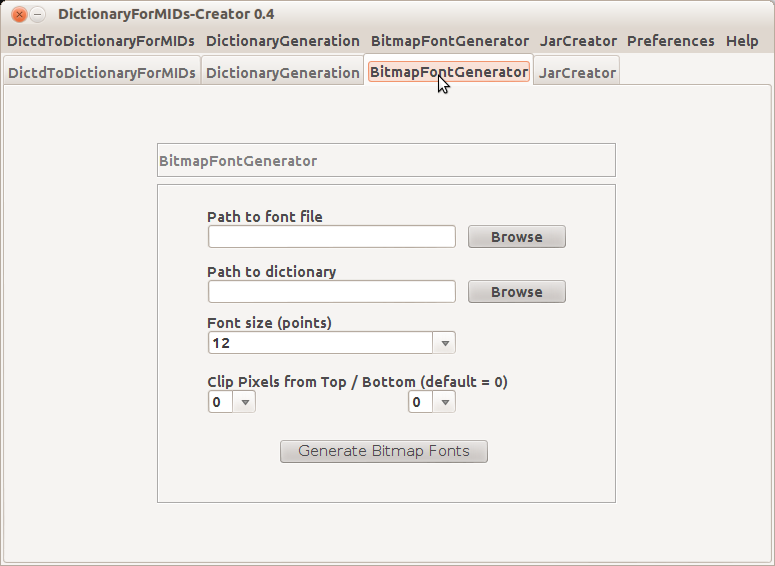 DictionaryForMIDs-Creator 0.4
DictdToDictionaryForMIDs DictionaryGeneration BitmapFontGenerator JarCreator Preferences Help
DictdToDictionaryForMIDs DictionaryGeneration BitmapFontGenerator JarCreator
BitmapFontGenerator
Path to font file
Browse
Path to dictionary
Browse
Font size (points)
12
Clip Pixels from Top / Bottom (default = 0)
0 0
Generate Bitmap Fonts